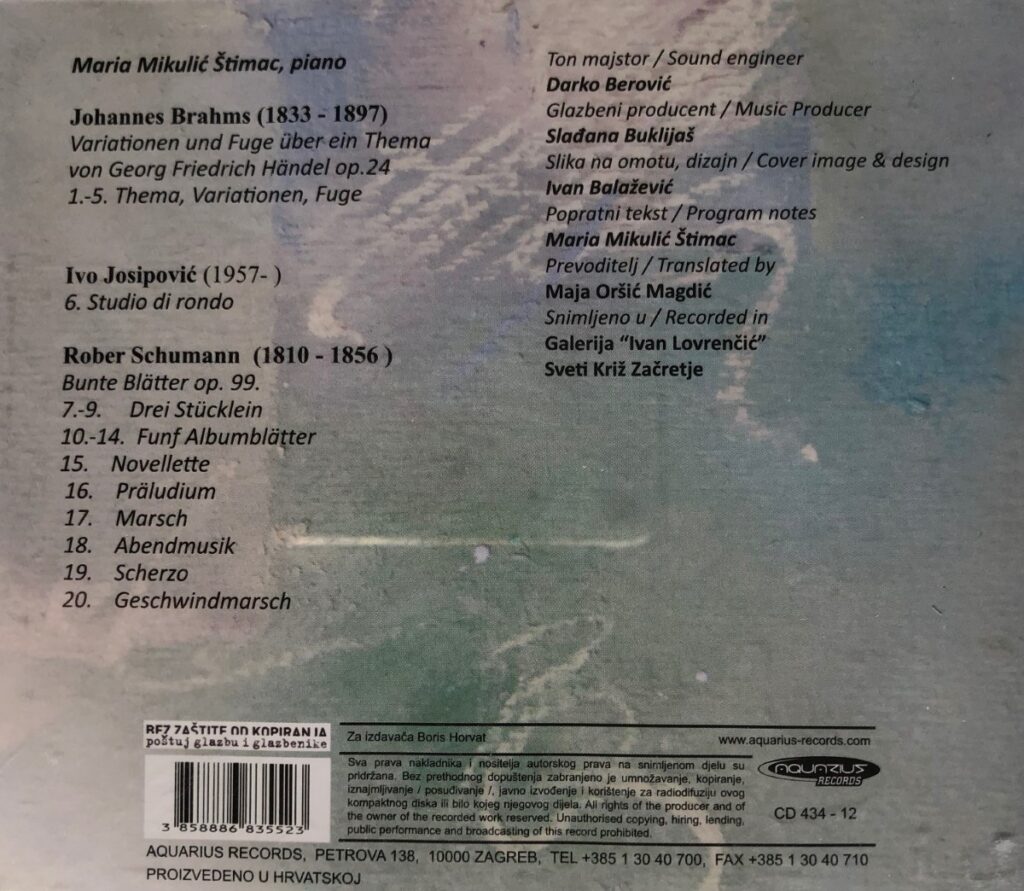 Maria Mikulić Štimac, piano
Johannes Brahms (1833 - 1897)
Variationen und Fuge über ein Thema
von Georg Friedrich Händel op.24
1.-5. Thema, Variationen, Fuge
Ivo Josipović (1957- )
6. Studio di rondo
Rober Schumann (1810 - 1856 )
Bunte Blätter op. 99.
7.-9. Drei Stücklein
10.-14. Funf Albumblätter
15. Novellette
16. Präludium
17. Marsch
18. Abendmusik
19. Scherzo
20. Geschwindmarsch
Ton majstor / Sound engineer
Darko Berović
Glazbeni producent / Music Producer
Slađana Buklijaš
Slika na omotu, dizajn / Cover image & design
Ivan Balažević
Popratni tekst / Program notes
Maria Mikulić Štimac
Prevoditelj / Translated by
Maja Oršić Magdić
Snimljeno u / Recorded in
Galerija “Ivan Lovrenčić”
Sveti Križ Začretje
BEZ ZAŠTITE OD KOPIRANJA
poštuj glazbu i glazbenike
3 858886 835523
Za izdavača Boris Horvat
www.aquarius-records.com
Sva prava nakladnika i nositelja autorskog prava na snimljenom djelu su
pridržana. Bez prethodnog dopuštenja zabranjeno je umnožavanje, kopiranje,
iznajmljivanje / posuđivanje /, javno izvođenje i korištenje za radiodifuziju ovog
kompaktnog diska ili bilo kojeg njegovog dijela. All rights of the producer and of
the owner of the recorded work reserved. Unauthorised copying, hiring, lending,
public performance and broadcasting of this record prohibited.
AQUARIUS
RECORDS
CD 434 - 12
AQUARIUS RECORDS, PETROVA 138, 10000 ZAGREB, TEL +385 1 30 40 700, FAX +385 1 30 40 710
PROIZVEDENO U HRVATSKOJ